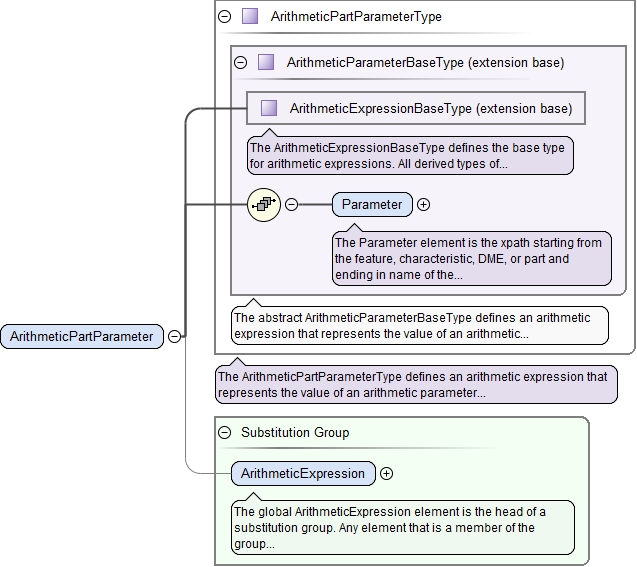 ArithmeticPartParameterType
ArithmeticParameterBaseType (extension base)
ArithmeticExpressionBaseType (extension base)
The ArithmeticExpressionBaseType defines the base type
for arithmetic expressions. All derived types of...
Parameter
The Parameter element is the xpath starting from
the feature, characteristic, DME, or part and
ending in name of the...
The abstract ArithmeticParameterBaseType defines an arithmetic
expression that represents the value of an arithmetic...
ArithmeticPartParameter
The ArithmeticPartParameterType defines an arithmetic expression that
represents the value of an arithmetic parameter...
Substitution Group
ArithmeticExpression
The global ArithmeticExpression element is the head of a
substitution group. Any element that is a member of the
group...